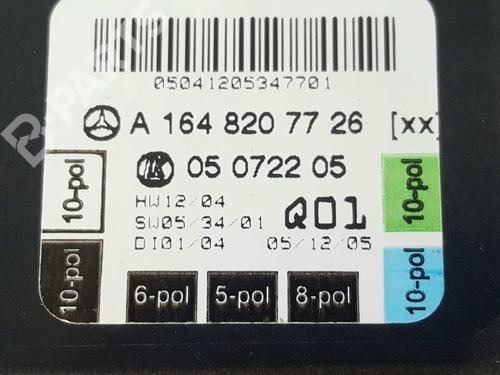 B-PARTS
05041205347701
A 164 820 77 26 [xx]
05 0722 05
HW12/04
SW05/34/01
DI01/04
Q01
05/12/05
10-pol
10-pol
10-pol
10-pol
6-pol
5-pol
8-pol